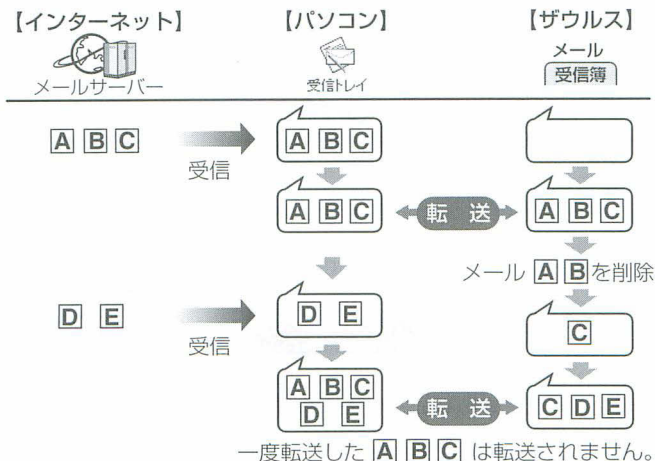 【インターネット】 【パソコン】 【ザウルス】
メールサーバー 受信トレイ メール
受信簿
A B C 受信 A B C
A B C 転送 A B C
メール A B を削除
D E 受信 D E C
A B C
D E 転送 C D E
一度転送した A B C は転送されません。